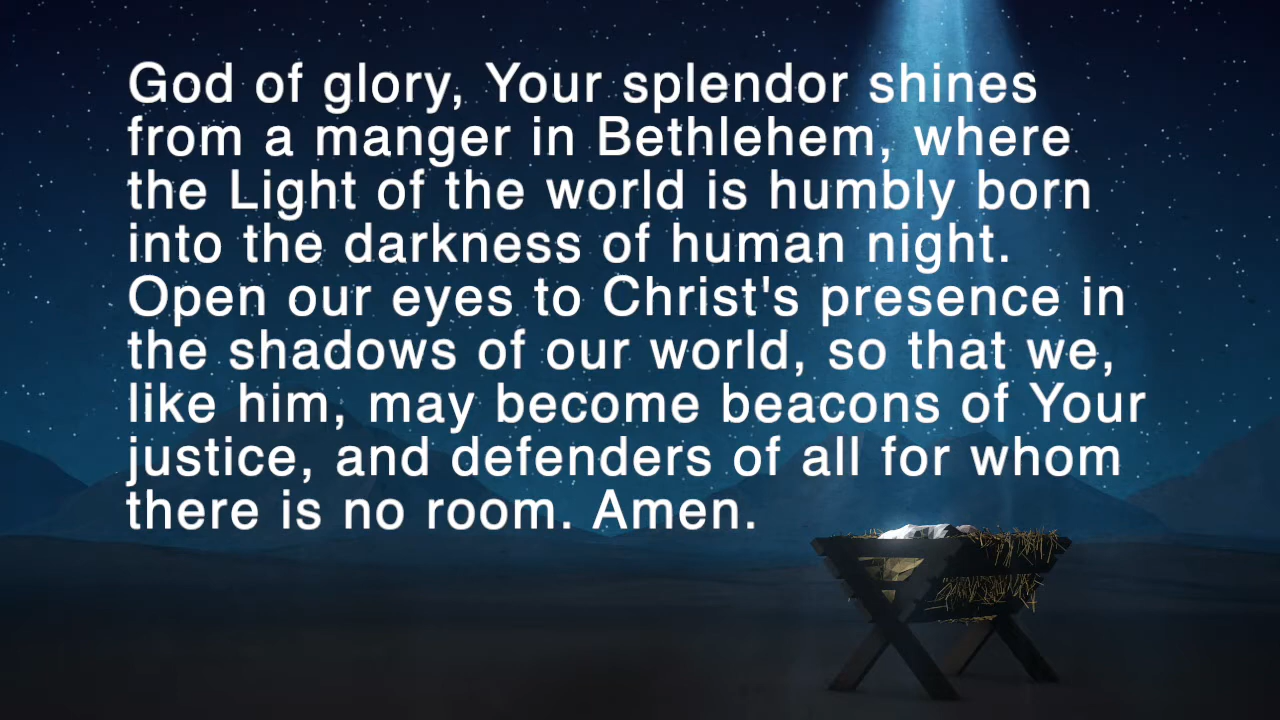 God of glory, Your splendor shines
from a manger in Bethlehem, where
the Light of the world is humbly born
into the darkness of human night.
Open our eyes to Christ's presence in
the shadows of our world, so that we,
like him, may become beacons of Your
justice, and defenders of all for whom
there is no room. Amen.